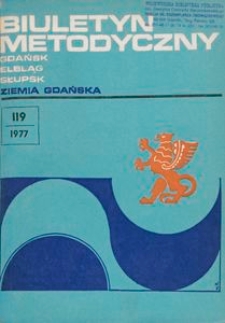 BIULETYN
METODYCZNY
GDAŃSK
ELBLĄG
SŁUPSK
ZIEMIA GDAŃSKA
119
1977